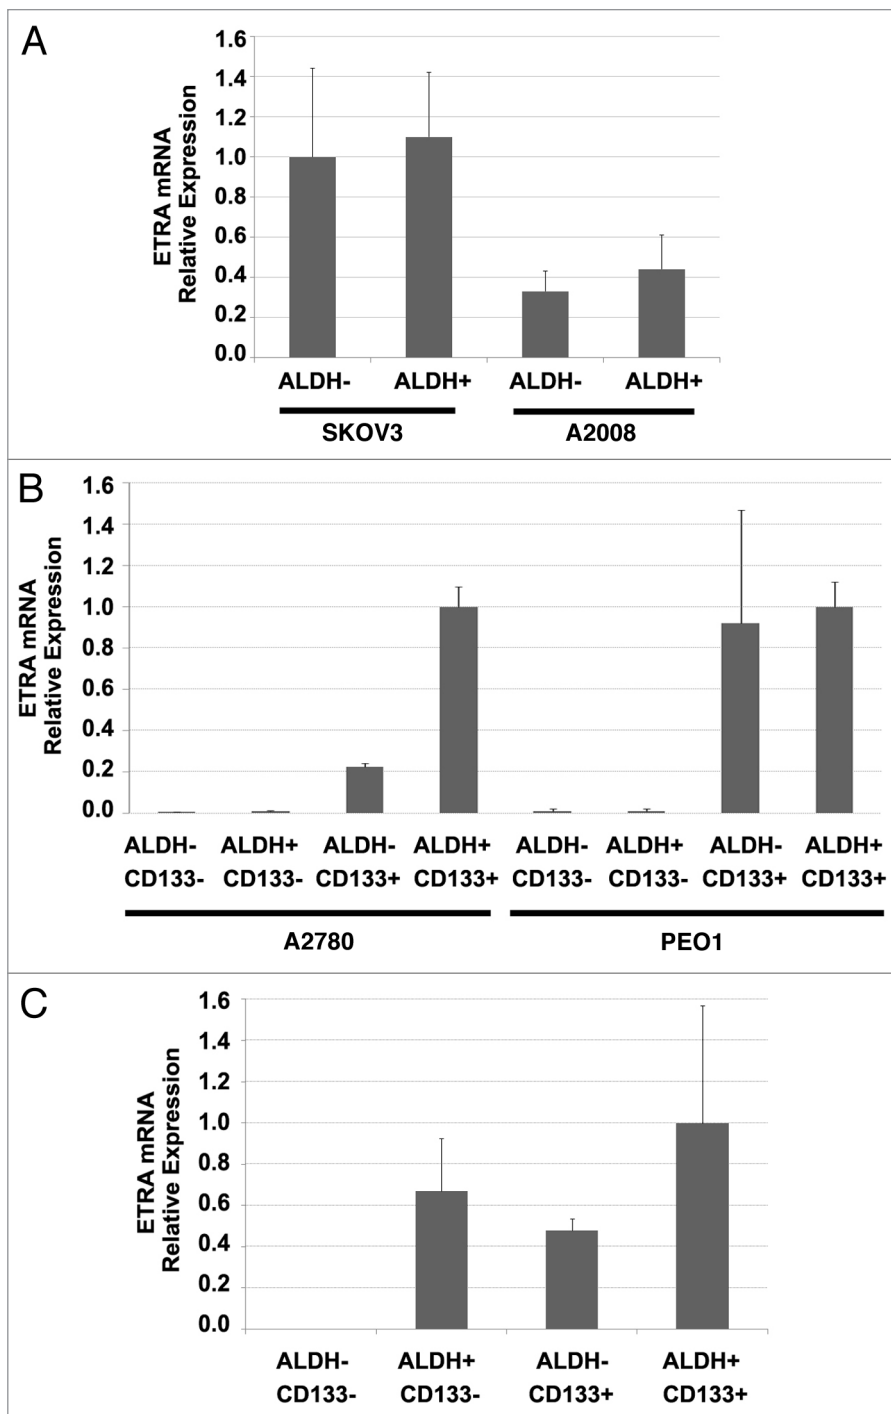 A
ETRA mRNA
Relative Expression
1.6
1.4
1.2
1.0
0.8
0.6
0.4
0.2
0.0
ALDH- ALDH+ ALDH- ALDH+
SKOV3 A2008
B
ETRA mRNA
Relative Expression
1.6
1.4
1.2
1.0
0.8
0.6
0.4
0.2
0.0
ALDH- ALDH+ ALDH- ALDH+ ALDH- ALDH+ ALDH- ALDH+
CD133- CD133- CD133+ CD133+ CD133- CD133- CD133+ CD133+
A2780 PEO1
C
ETRA mRNA
Relative Expression
1.6
1.4
1.2
1.0
0.8
0.6
0.4
0.2
0.0
ALDH- ALDH+ ALDH- ALDH+
CD133- CD133- CD133+ CD133+